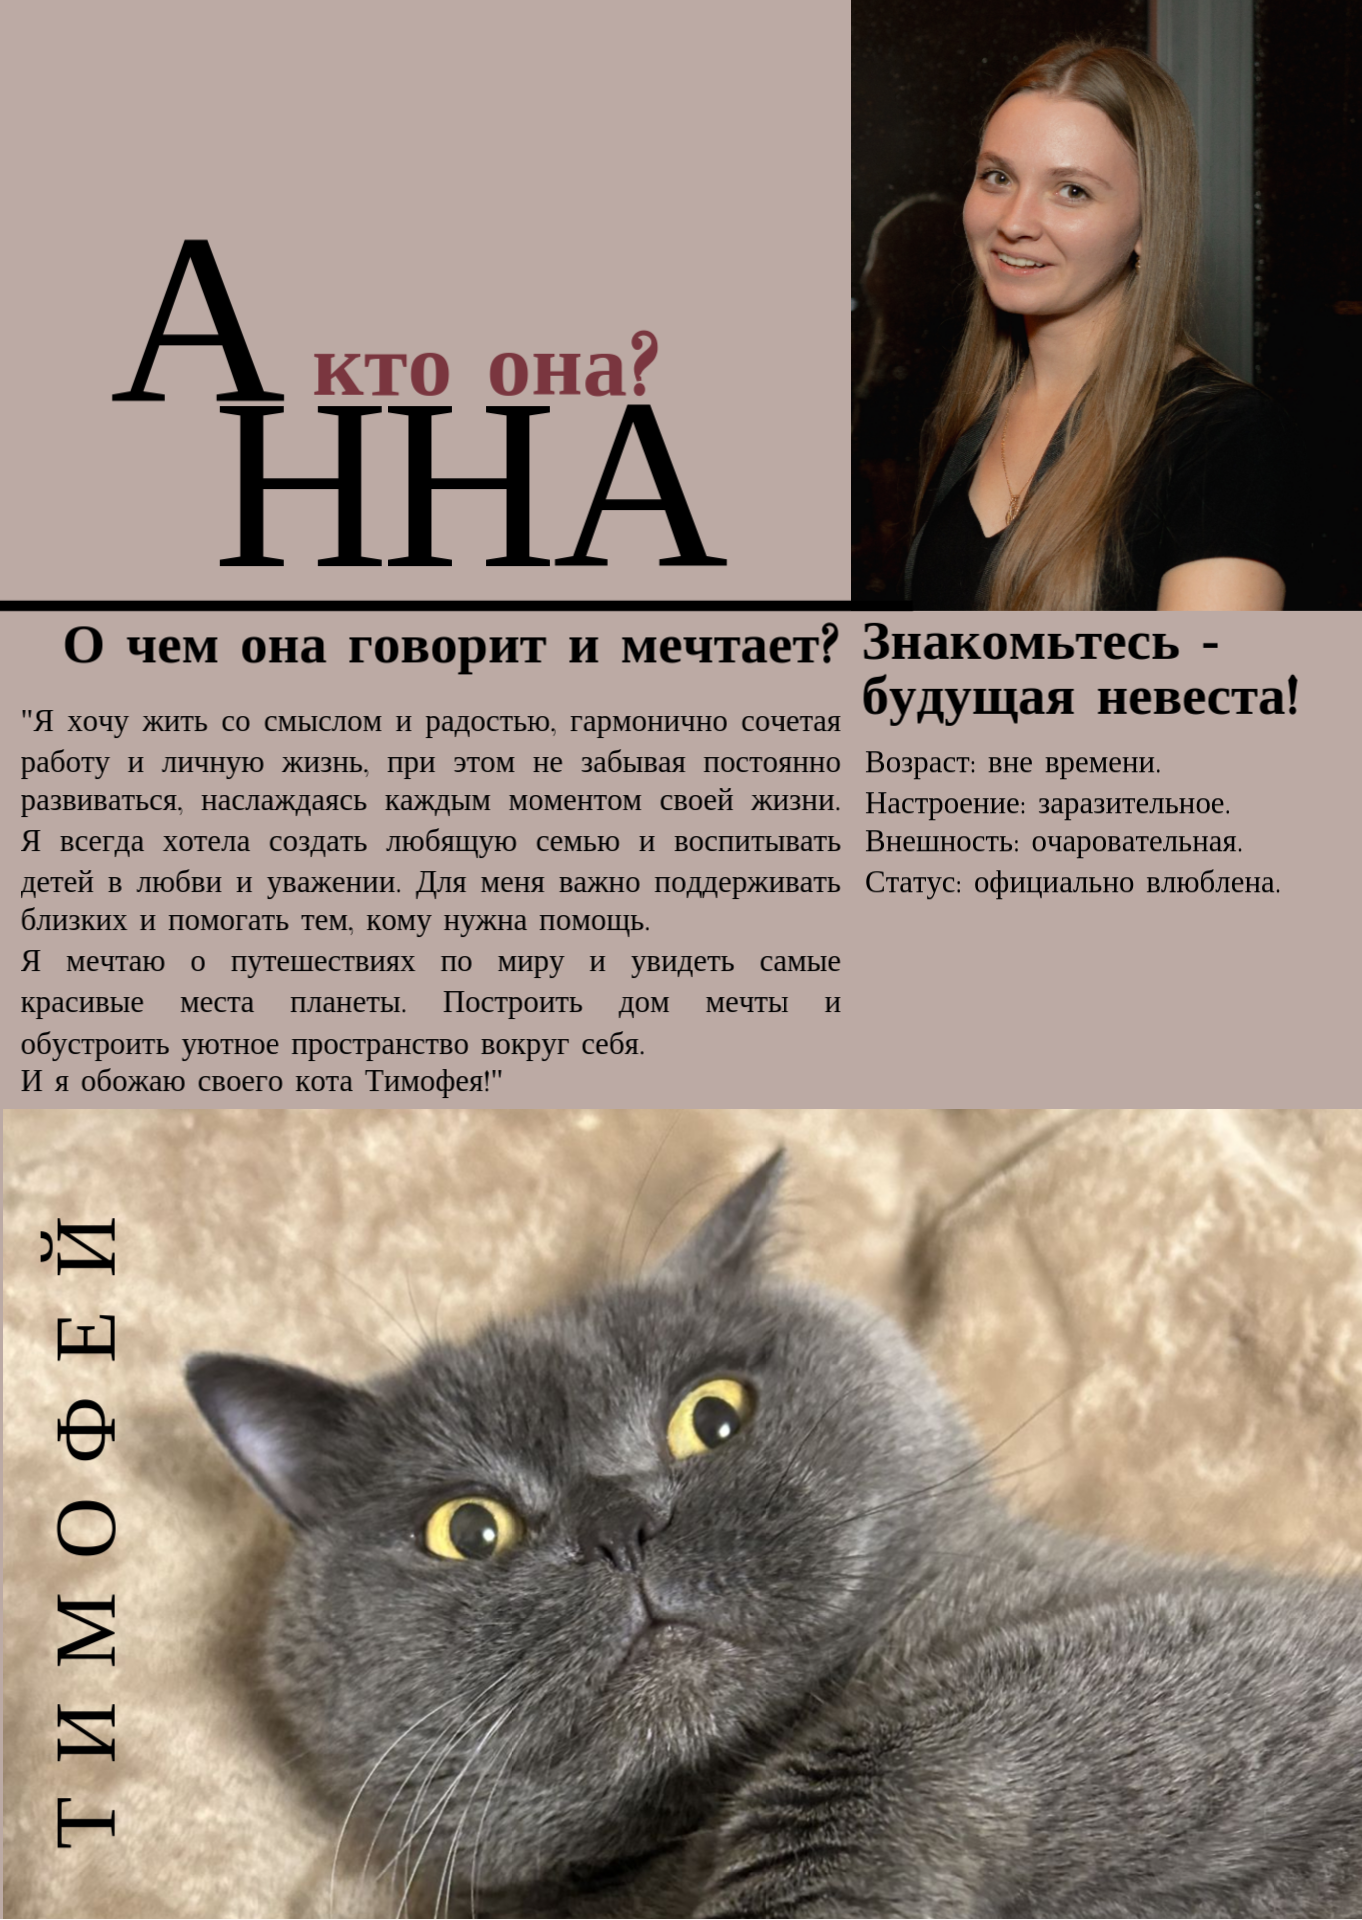 А
кто она?
ННА
О чем она говорит и мечтает?
"Я хочу жить со смыслом и радостью, гармонично сочетая
работу и личную жизнь, при этом не забывая постоянно
развиваться, наслаждаясь каждым моментом своей жизни.
Я всегда хотела создать любящую семью и воспитывать
детей в любви и уважении. Для меня важно поддерживать
близких и помогать тем, кому нужна помощь.
Я мечтаю о путешествиях по миру и увидеть самые
красивые места планеты. Построить дом мечты и
обустроить уютное пространство вокруг себя.
И я обожаю своего кота Тимофея!"
Знакомьтесь -
будущая невеста!
Возраст: вне времени.
Настроение: заразительное.
Внешность: очаровательная.
Статус: официально влюблена.
ТИМОФЕЙ